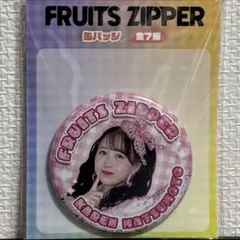 FRUITS ZIPPER
缶バッジ 全7種
FRUITS ZIPPER
KAREN MATSUMOTO